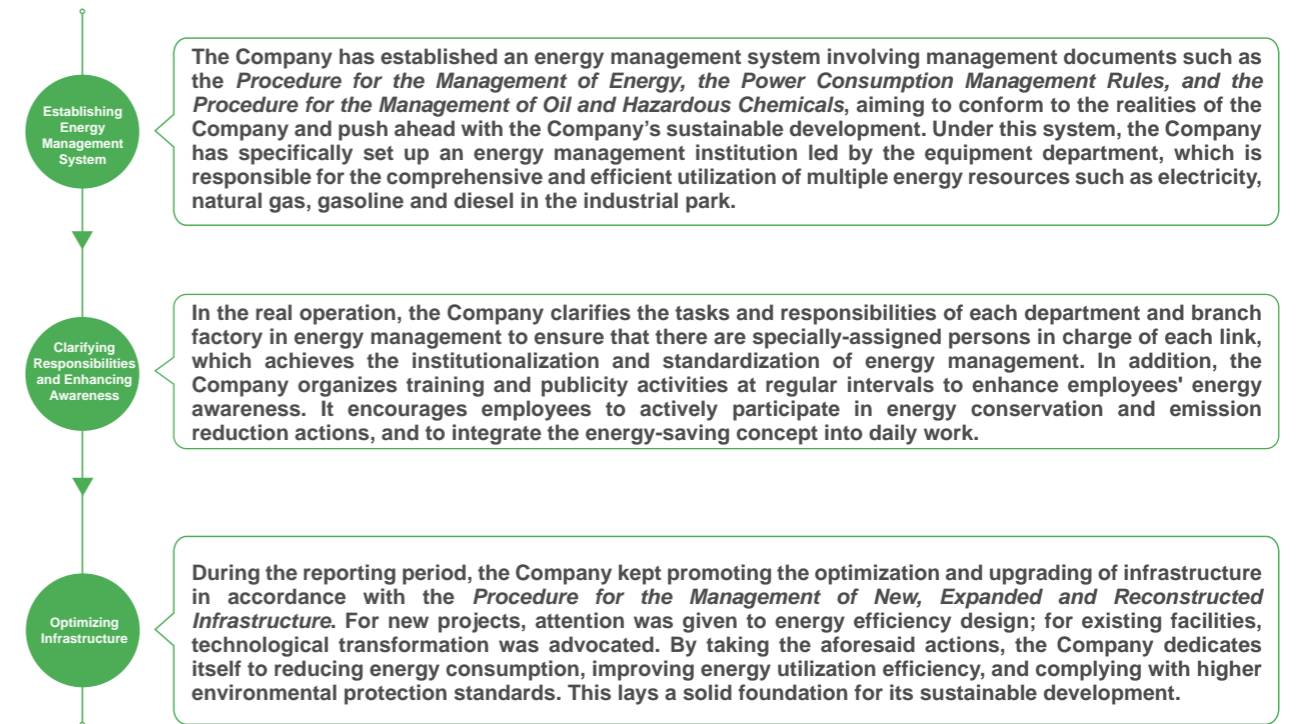 Establishing
Energy
Management
System
The Company has established an energy management system involving management documents such as
the Procedure for the Management of Energy, the Power Consumption Management Rules, and the
Procedure for the Management of Oil and Hazardous Chemicals, aiming to conform to the realities of the
Company and push ahead with the Company's sustainable development. Under this system, the Company
has specifically set up an energy management institution led by the equipment department, which is
responsible for the comprehensive and efficient utilization of multiple energy resources such as electricity,
natural gas, gasoline and diesel in the industrial park.
Clarifying
Responsibilities
and Enhancing
Awareness
In the real operation, the Company clarifies the tasks and responsibilities of each department and branch
factory in energy management to ensure that there are specially-assigned persons in charge of each link,
which achieves the institutionalization and standardization of energy management. In addition, the
Company organizes training and publicity activities at regular intervals to enhance employees' energy
awareness. It encourages employees to actively participate in energy conservation and emission
reduction actions, and to integrate the energy-saving concept into daily work.
Optimizing
Infrastructure
During the reporting period, the Company kept promoting the optimization and upgrading of infrastructure
in accordance with the Procedure for the Management of New, Expanded and Reconstructed
Infrastructure. For new projects, attention was given to energy efficiency design; for existing facilities,
technological transformation was advocated. By taking the aforesaid actions, the Company dedicates
itself to reducing energy consumption, improving energy utilization efficiency, and complying with higher
environmental protection standards. This lays a solid foundation for its sustainable development.